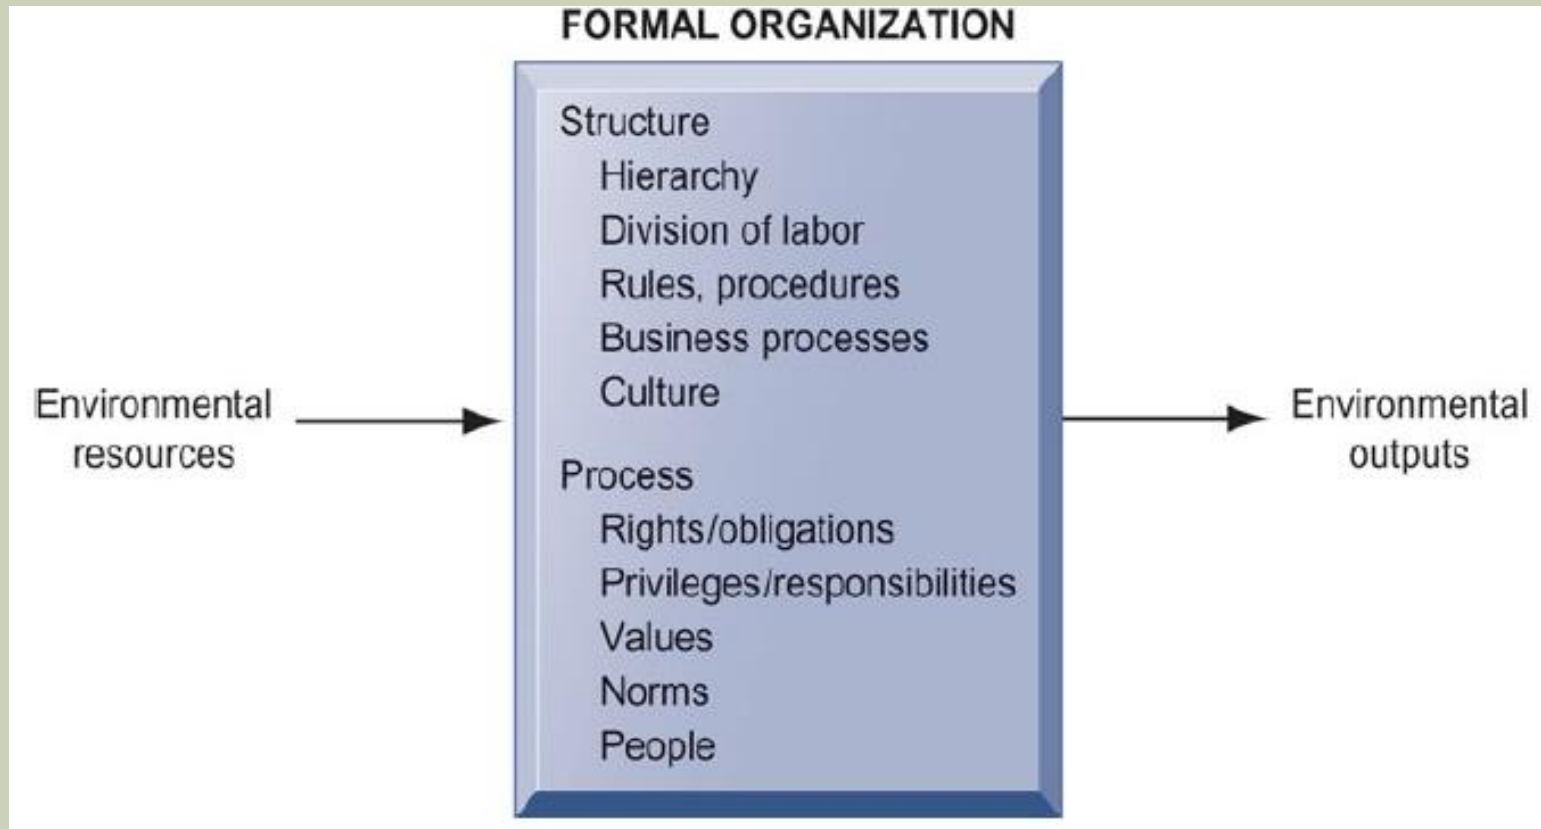 FORMAL ORGANIZATION
Structure
Hierarchy
Division of labor
Rules, procedures
Business processes
Culture
Process
Rights/obligations
Privileges/responsibilities
Values
Norms
People
Environmental
resources
Environmental
outputs